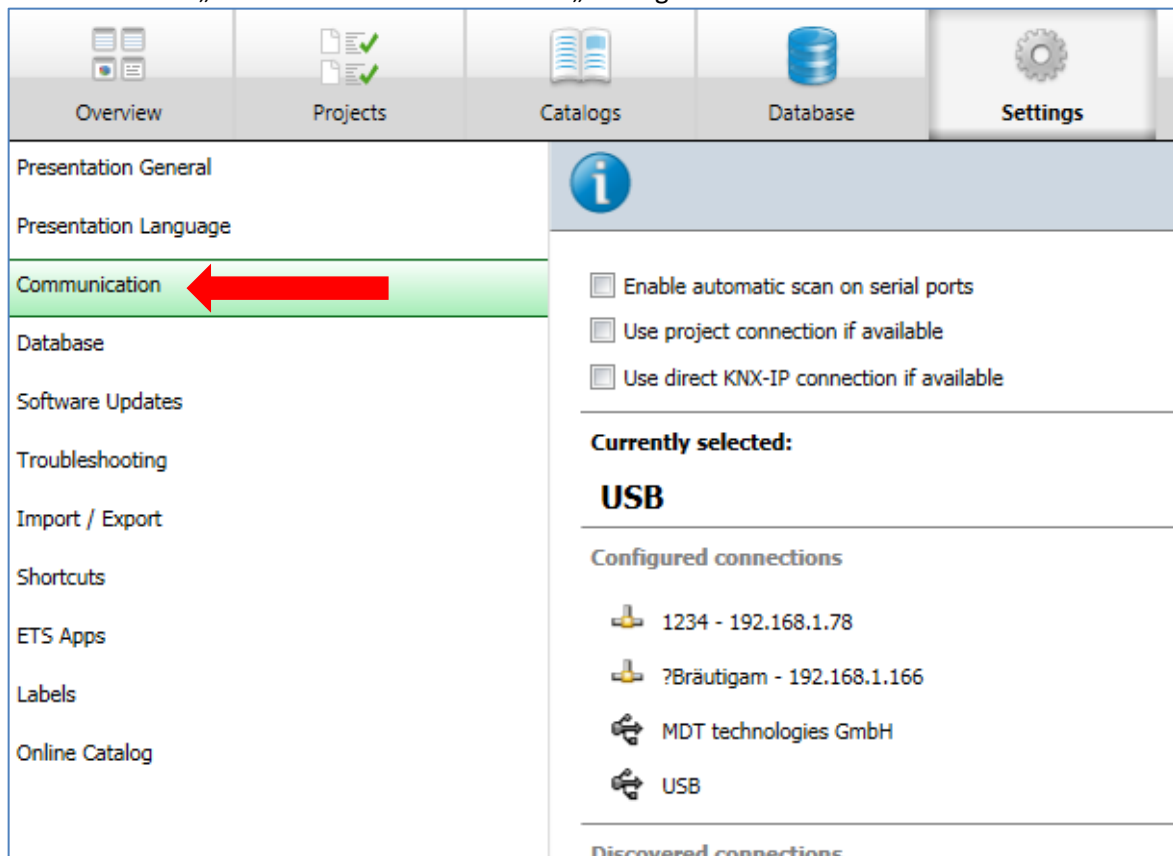 Overview Projects Catalogs Database Settings
Presentation General
Presentation Language
Communication
Database
Software Updates
Troubleshooting
Import / Export
Shortcuts
ETS Apps
Labels
Online Catalog
Enable automatic scan on serial ports
Use project connection if available
Use direct KNX-IP connection if available
Currently selected:
USB
Configured connections
1234 - 192.168.1.78
?Bräutigam - 192.168.1.166
MDT technologies GmbH
USB
Discovered connections